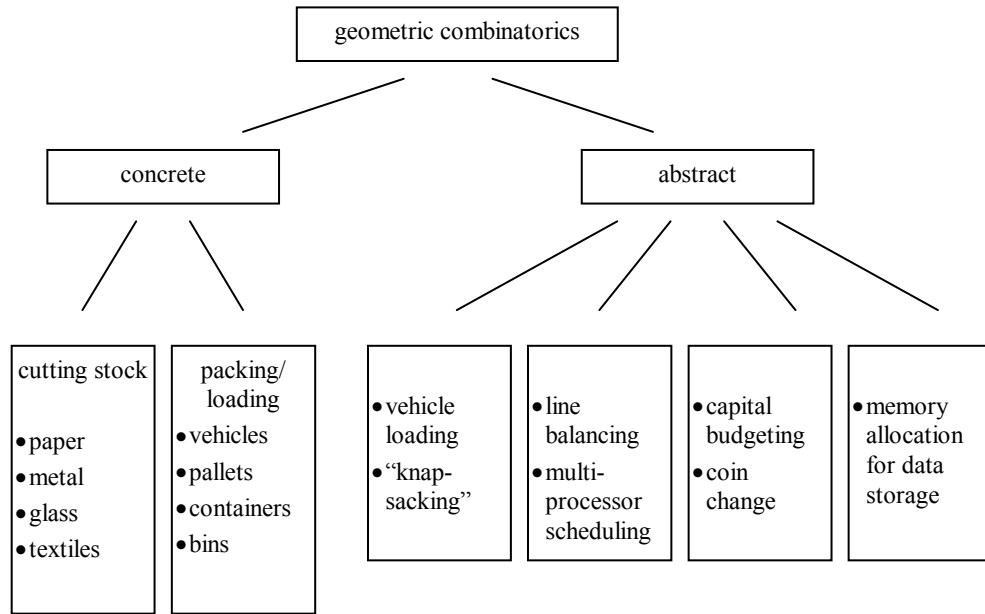 geometric combinatorics
concrete
abstract
cutting stock
• paper
• metal
• glass
• textiles
packing/
loading
• vehicles
• pallets
• containers
• bins
• vehicle
loading
• “knap-
sacking”
• line
balancing
• multi-
processor
scheduling
• capital
budgeting
• coin
change
• memory
allocation
for data
storage